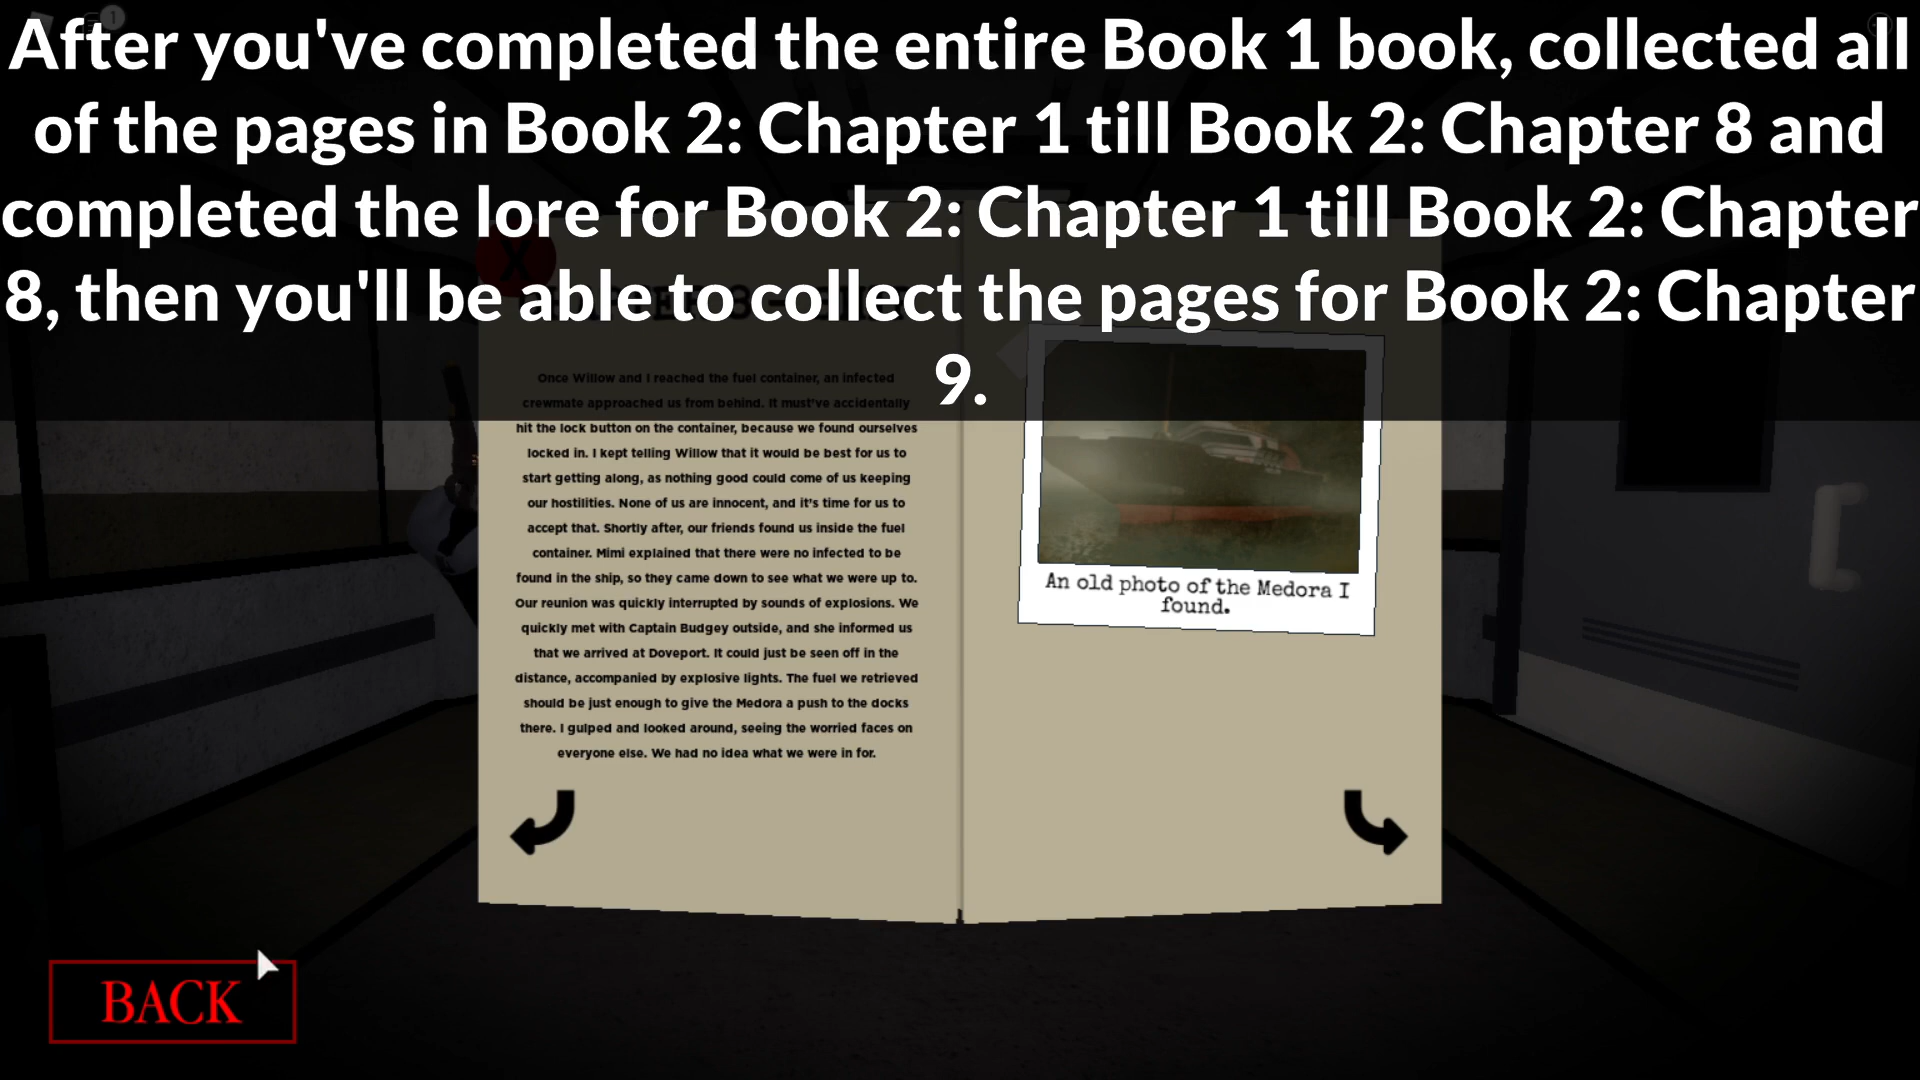 After you've completed the entire Book 1 book, collected all
of the pages in Book 2: Chapter 1 till Book 2: Chapter 8 and
completed the lore for Book 2: Chapter 1 till Book 2: Chapter
8, then you'll be able to collect the pages for Book 2: Chapter
9.
X
Once Willow and I reached the fuel container, an infected
crewmate approached us from behind. It must've accidentally
hit the lock button on the container, because we found ourselves
locked in. I kept telling Willow that it would be best for us to
start getting along, as nothing good could come of us keeping
our hostilities. None of us are innocent, and it's time for us to
accept that. Shortly after, our friends found us inside the fuel
container. Mimi explained that there were no infected to be
found in the ship, so they came down to see what we were up to.
Our reunion was quickly interrupted by sounds of explosions. We
quickly met with Captain Budgey outside, and she informed us
that we arrived at Doveport. It could just be seen off in the
distance, accompanied by explosive lights. The fuel we retrieved
should be just enough to give the Medora a push to the docks
there. I gulped and looked around, seeing the worried faces on
everyone else. We had no idea what we were in for.
An old photo of the Medora I
found.
BACK